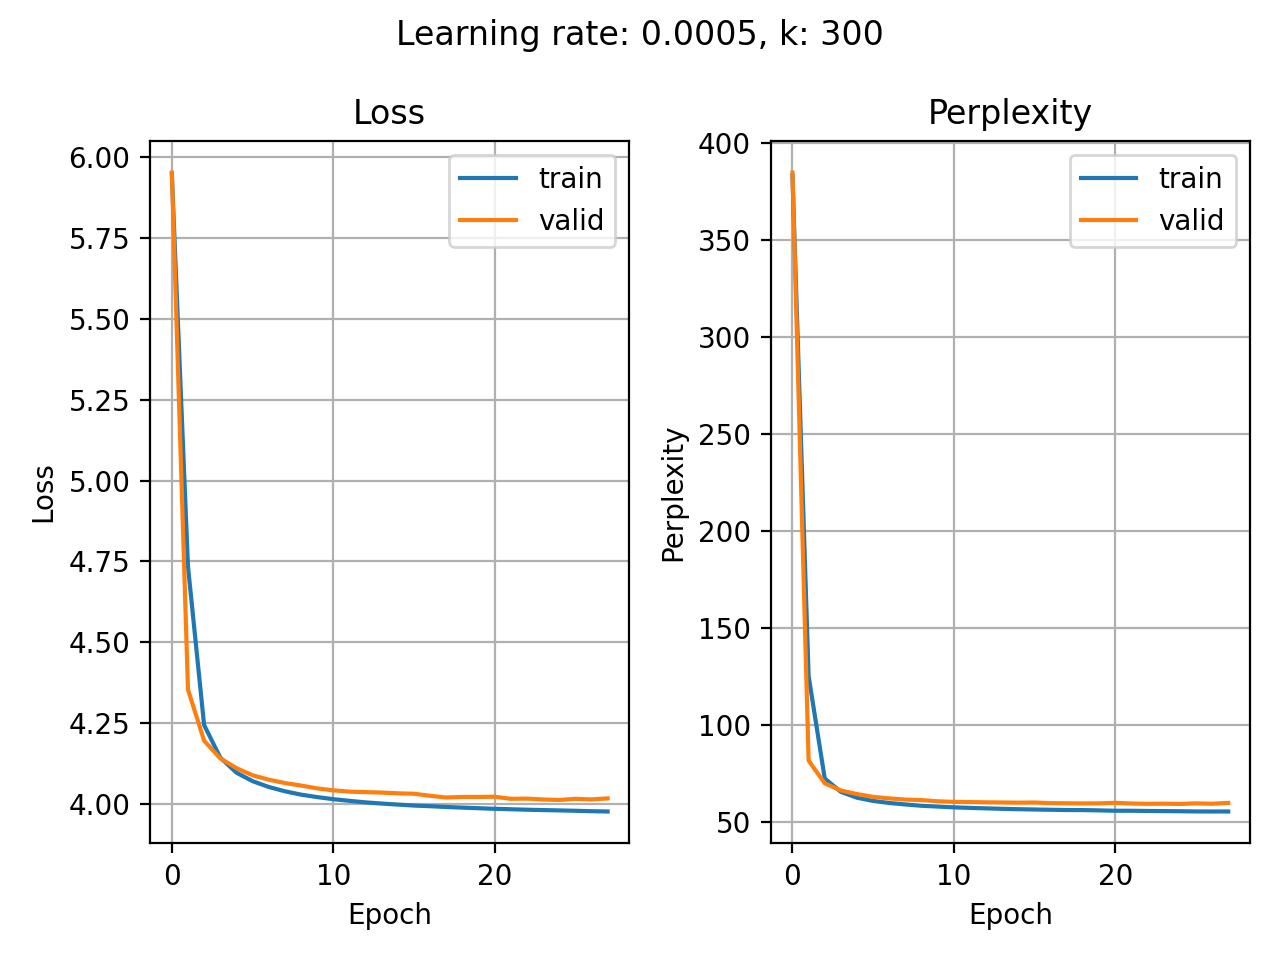 Learning rate: 0.0005, k: 300
Loss
6.00
5.75
5.50
5.25
5.00
4.75
4.50
4.25
4.00
Loss
0 10 20
Epoch
train
valid
Perplexity
400
350
300
250
200
150
100
50
Perplexity
0 10 20
Epoch
train
valid